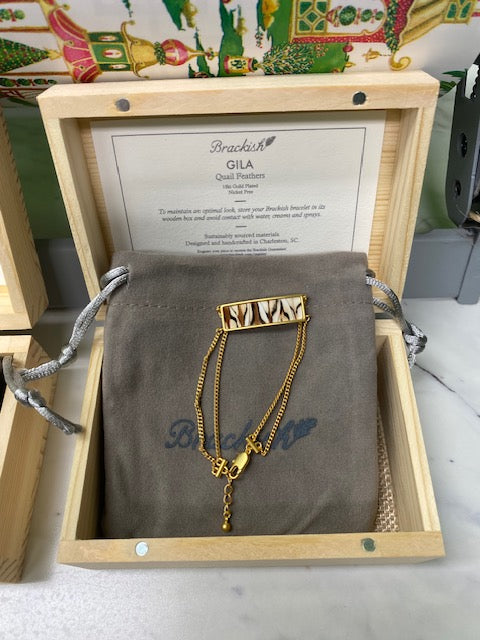 Brackish
GILA
Quail Feathers
18kt Gold Plated
Nickel Free
To maintain an optimal look, store your Brackish bracelet in its
wooden box and avoid contact with water, creams and sprays.
Sustainably sourced materials
Designed and handcrafted in Charleston, SC
Brackish